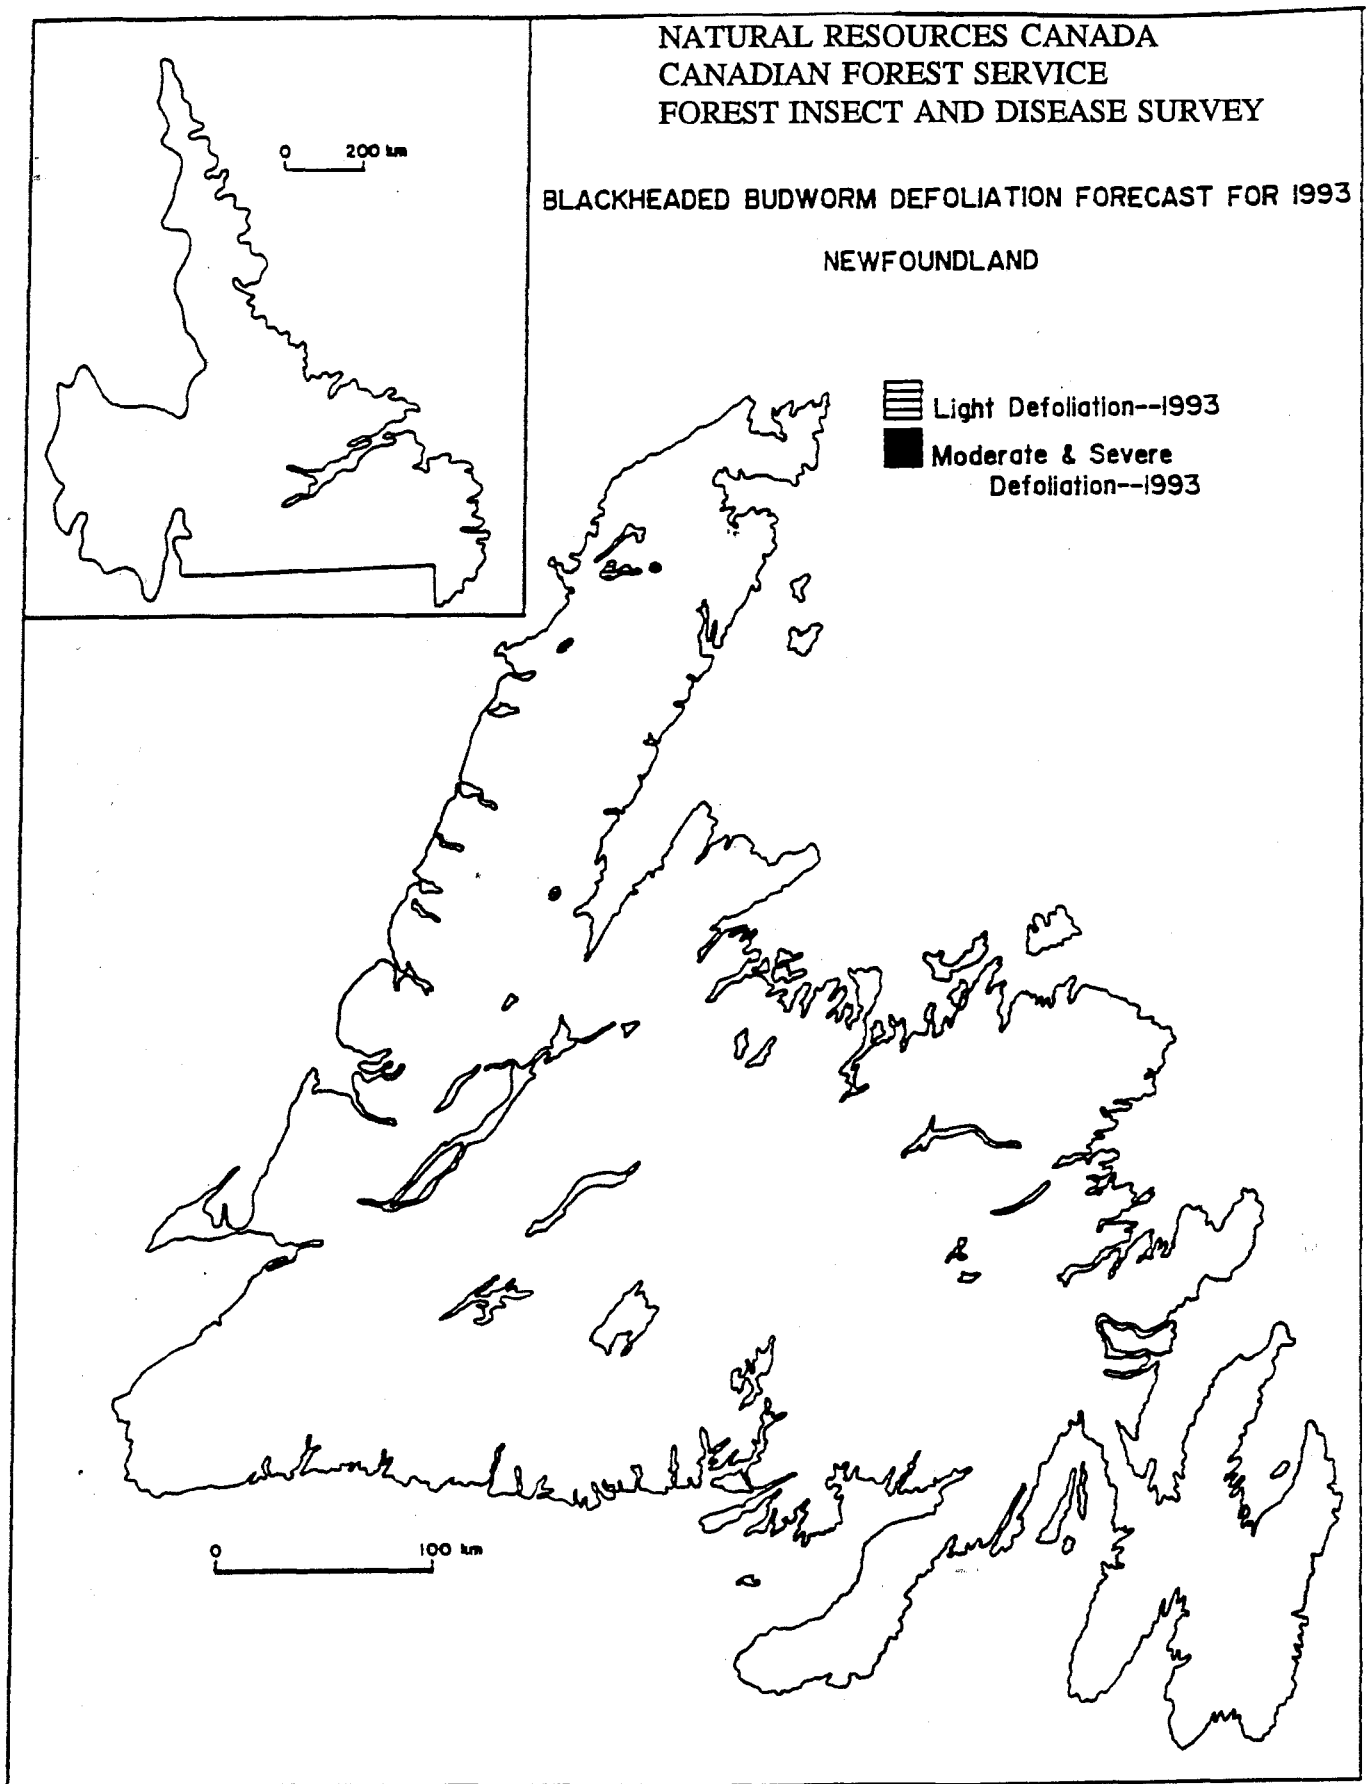 NATURAL RESOURCES CANADA
CANADIAN FOREST SERVICE
FOREST INSECT AND DISEASE SURVEY
0 200 km
BLACKHEADED BUDWORM DEFOLIATION FORECAST FOR 1993
NEWFOUNDLAND
Light Defoliation--1993
Moderate & Severe
Defoliation--1993
0 100 km